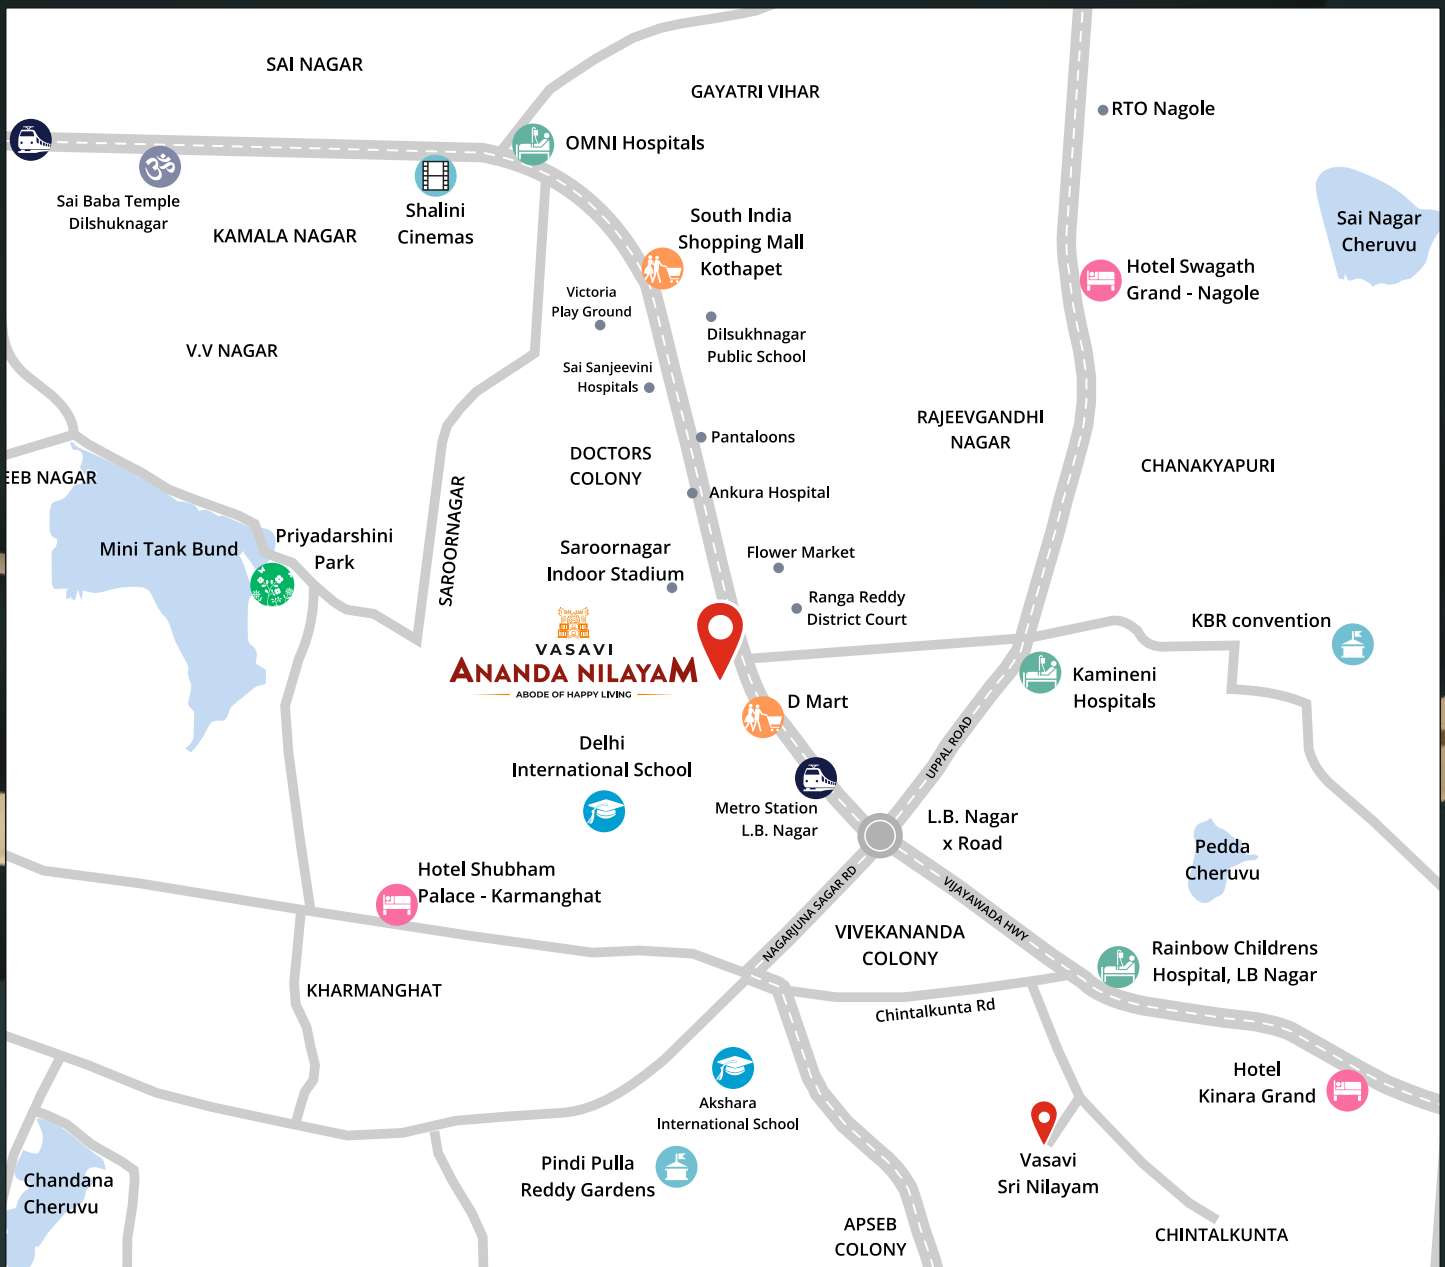 SAI NAGAR
GAYATRI VIHAR
RTO Nagole
OMNI Hospitals
Sai Baba Temple
Dilshuknagar
Shalini
Cinemas
KAMALA NAGAR
South India
Shopping Mall
Kothapet
Sai Nagar
Cheruvu
Hotel Swagath
Grand - Nagole
Victoria
Play Ground
Dilsukhnagar
Public School
V.V NAGAR
Sai Sanjeevini
Hospitals
RAJEEVGANDHI
NAGAR
Pantaloons
DOCTORS
COLONY
CHANAKYAPURI
EEB NAGAR
Ankura Hospital
SAROORNAGAR
Mini Tank Bund
Priyadarshini
Park
Saroornagar
Indoor Stadium
Flower Market
Ranga Reddy
District Court
KBR convention
VASAVI
ANANDA NILAYAM
ABODE OF HAPPY LIVING
Kamineni
Hospitals
D Mart
UPPAL ROAD
Delhi
International School
Metro Station
L.B. Nagar
L.B. Nagar
x Road
Pedda
Cheruvu
Hotel Shubham
Palace - Karmanghat
NAGARJUNA SAGAR RD
VIJAYAWADA HWY
VIVEKANANDA
COLONY
Rainbow Childrens
Hospital, LB Nagar
KHARMANGHAT
Chintalkunta Rd
Hotel
Kinara Grand
Akshara
International School
Pindi Pulla
Reddy Gardens
Vasavi
Sri Nilayam
Chandana
Cheruvu
APSEB
COLONY
CHINTALKUNTA